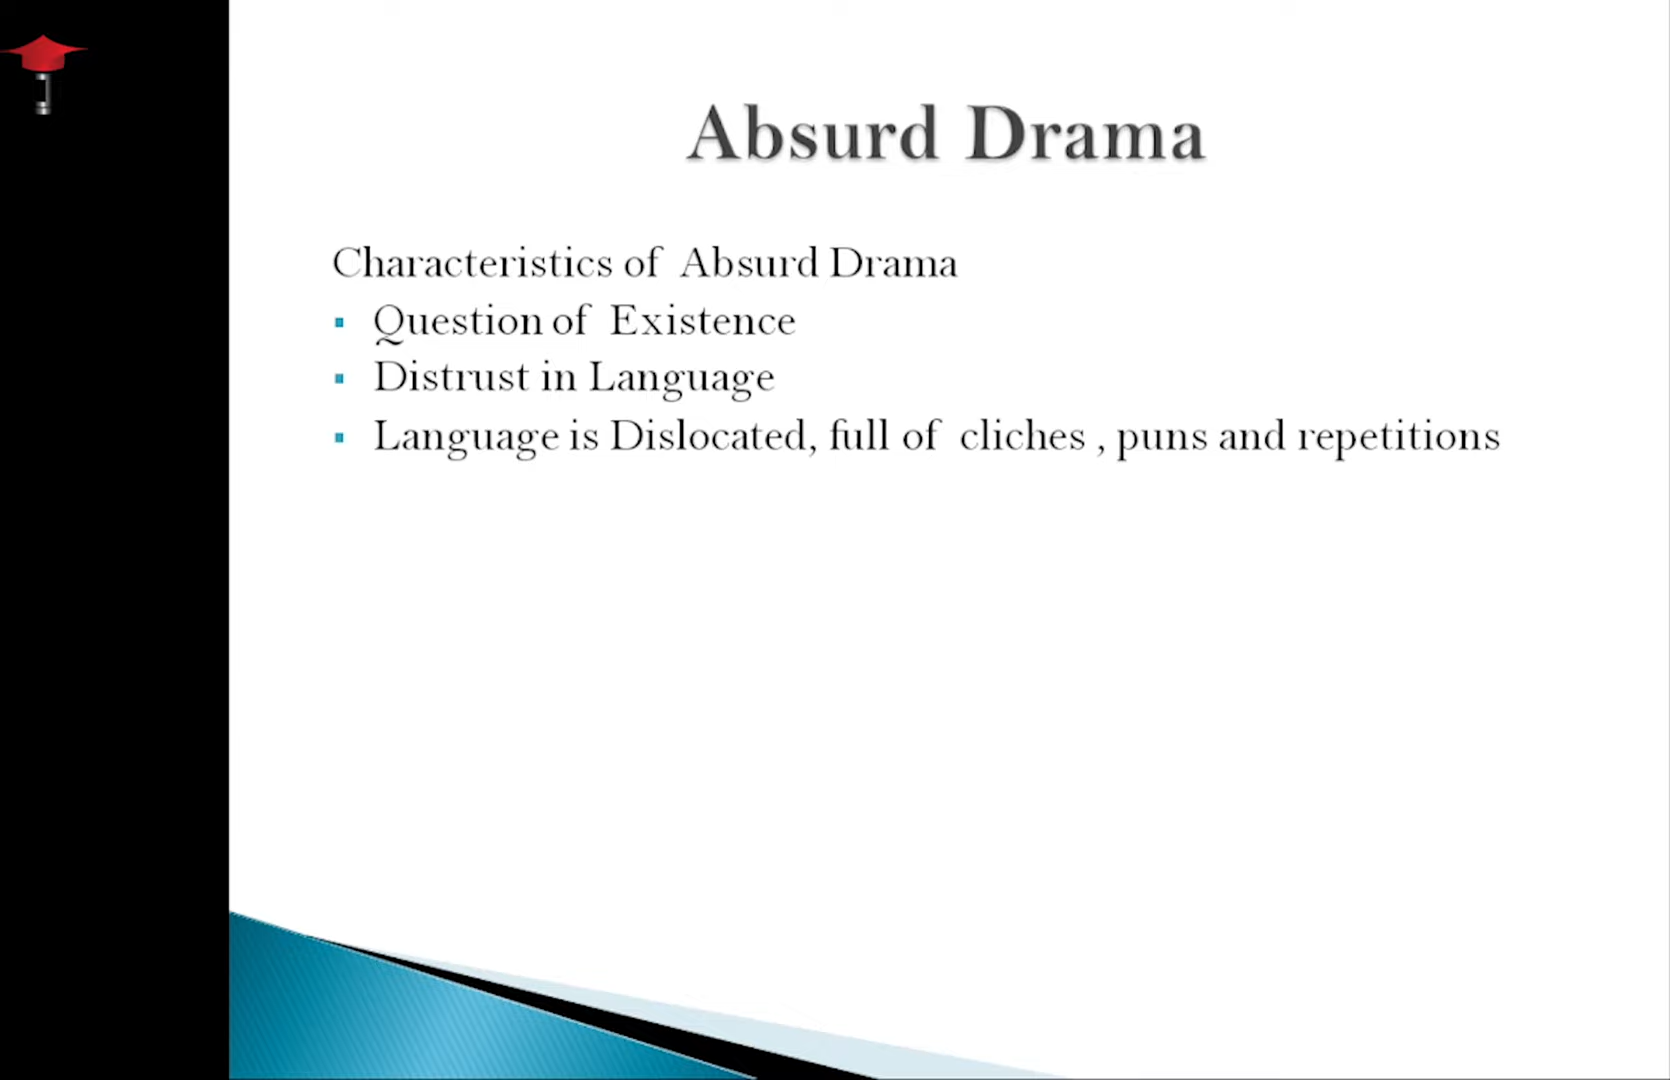 Absurd Drama
Characteristics of Absurd Drama
▪ Question of Existence
▪ Distrust in Language
▪ Language is Dislocated, full of cliches , puns and repetitions